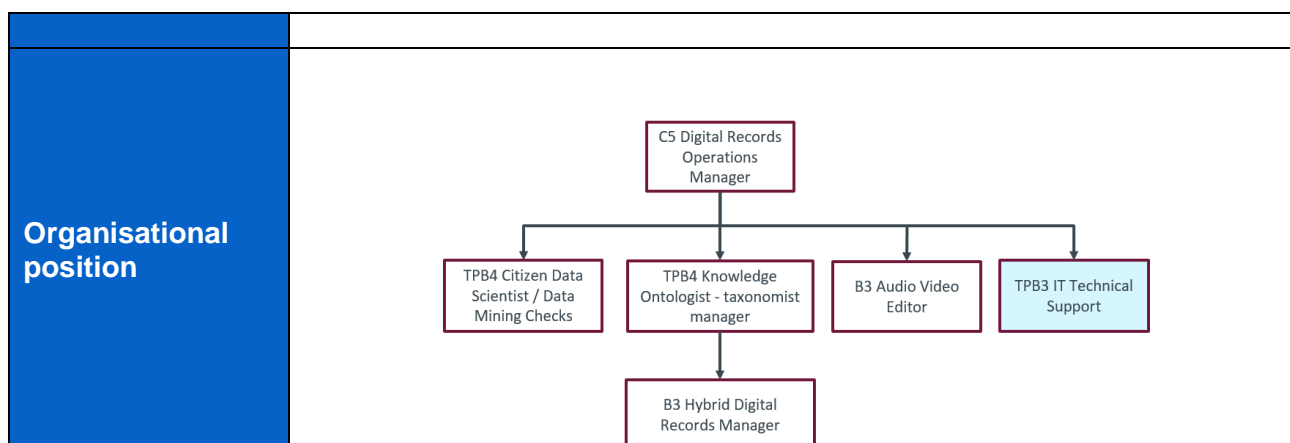 Organisational
position
C5 Digital Records
Operations
Manager
TPB4 Citizen Data
Scientist / Data
Mining Checks
TPB4 Knowledge
Ontologist - taxonomist
manager
B3 Audio Video
Editor
TPB3 IT Technical
Support
B3 Hybrid Digital
Records Manager